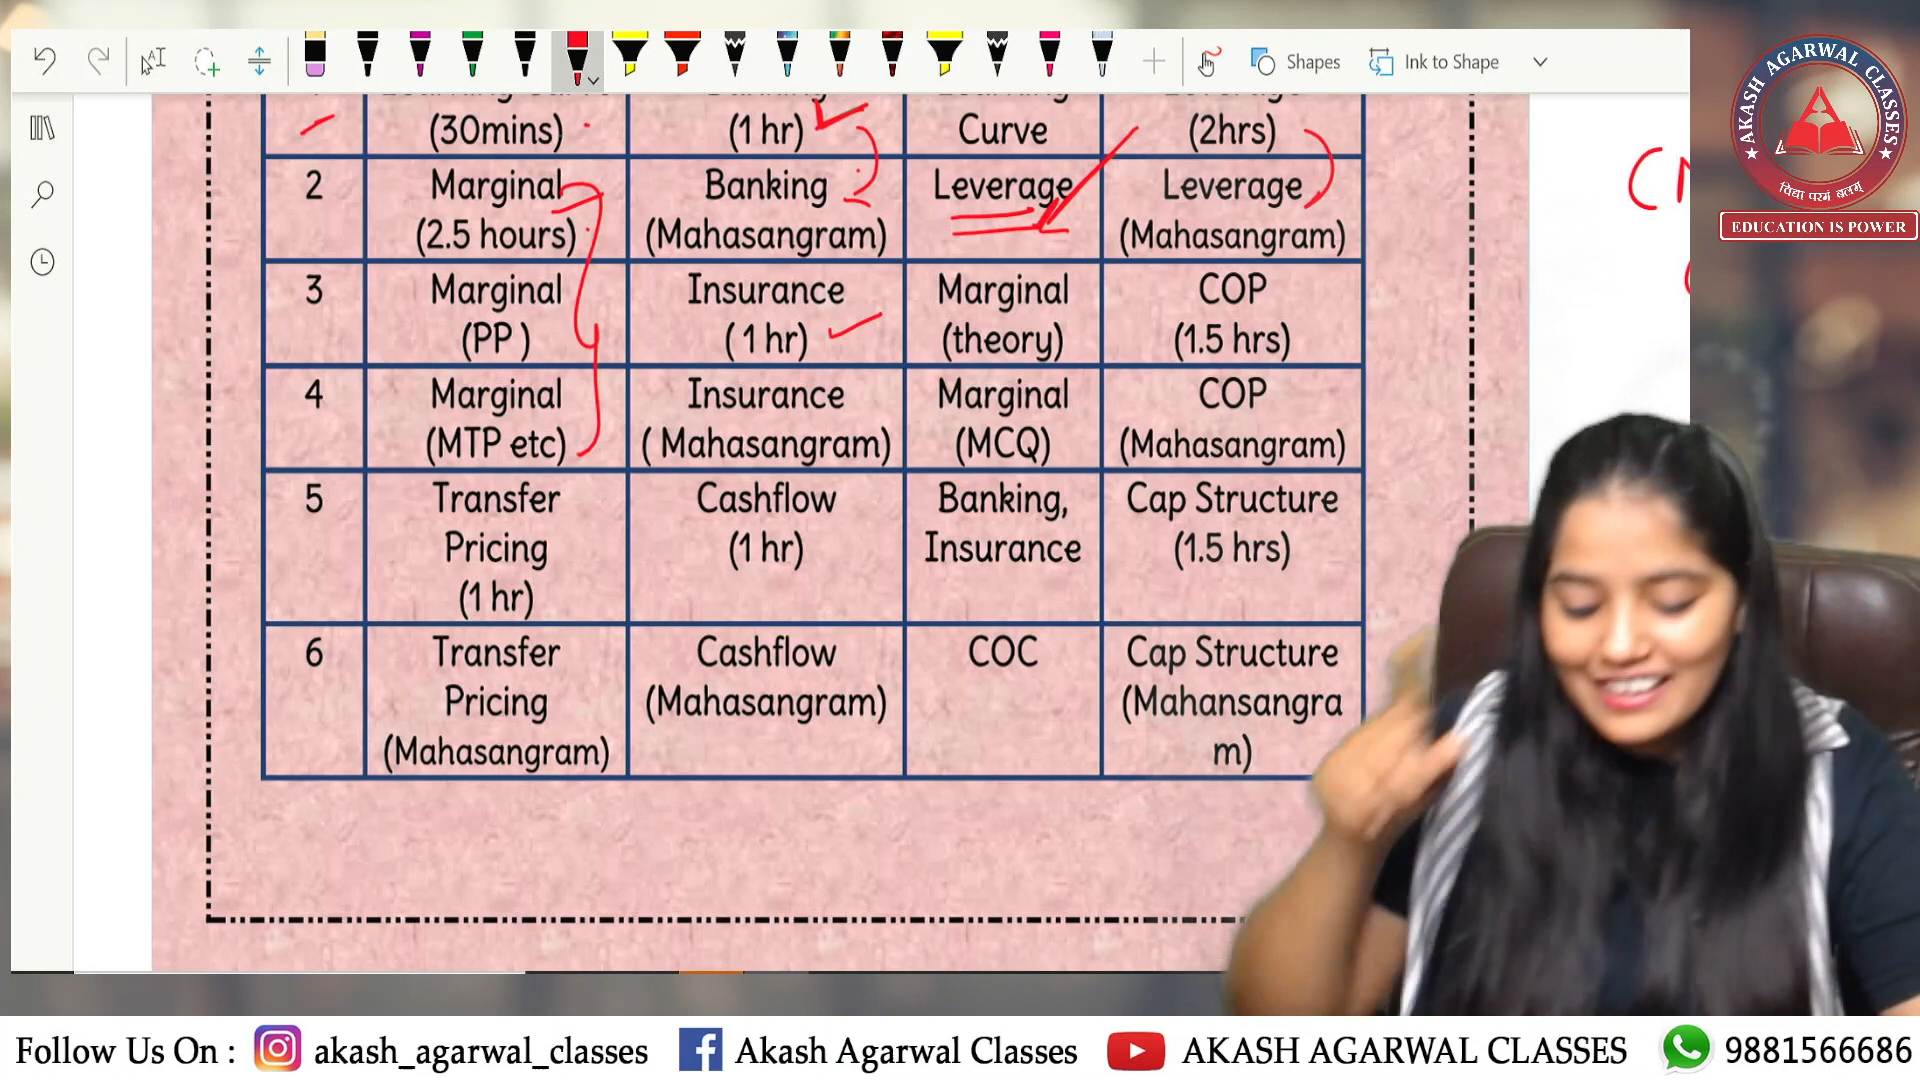 Shapes
Ink to Shape
AKASH AGARWAL CLASSES
विद्या परमं बलम्
EDUCATION IS POWER
(30mins)
(1 hr)
Curve
(2hrs)
2
Marginal
(2.5 hours)
Banking
(Mahasangram)
Leverage
Leverage
(Mahasangram)
3
Marginal
(PP )
Insurance
( 1 hr)
Marginal
(theory)
COP
(1.5 hrs)
4
Marginal
(MTP etc)
Insurance
( Mahasangram)
Marginal
(MCQ)
COP
(Mahasangram)
5
Transfer
Pricing
(1 hr)
Cashflow
(1 hr)
Banking,
Insurance
Cap Structure
(1.5 hrs)
6
Transfer
Pricing
(Mahasangram)
Cashflow
(Mahasangram)
COC
Cap Structure
(Mahansangra
m)
Follow Us On :
akash_agarwal_classes
Akash Agarwal Classes
AKASH AGARWAL CLASSES
9881566686